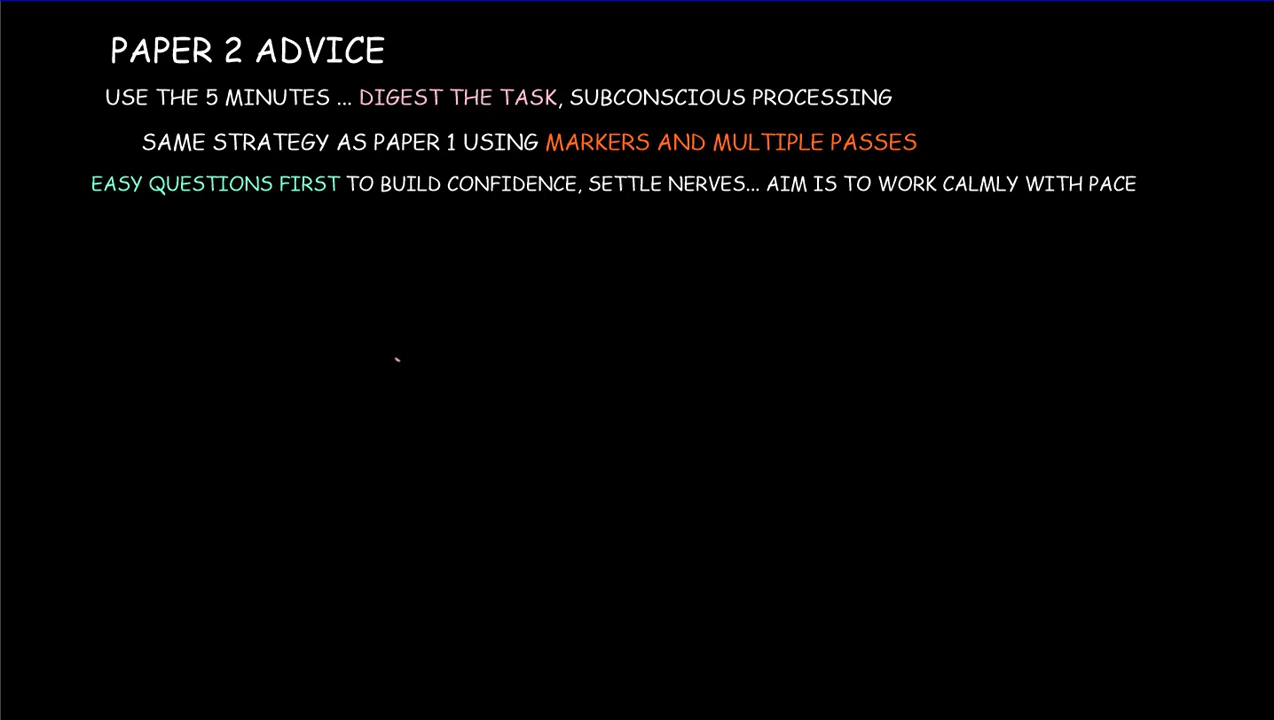 PAPER 2 ADVICE
USE THE 5 MINUTES ... DIGEST THE TASK, SUBCONSCIOUS PROCESSING
SAME STRATEGY AS PAPER 1 USING MARKERS AND MULTIPLE PASSES
EASY QUESTIONS FIRST TO BUILD CONFIDENCE, SETTLE NERVES... AIM IS TO WORK CALMLY WITH PACE